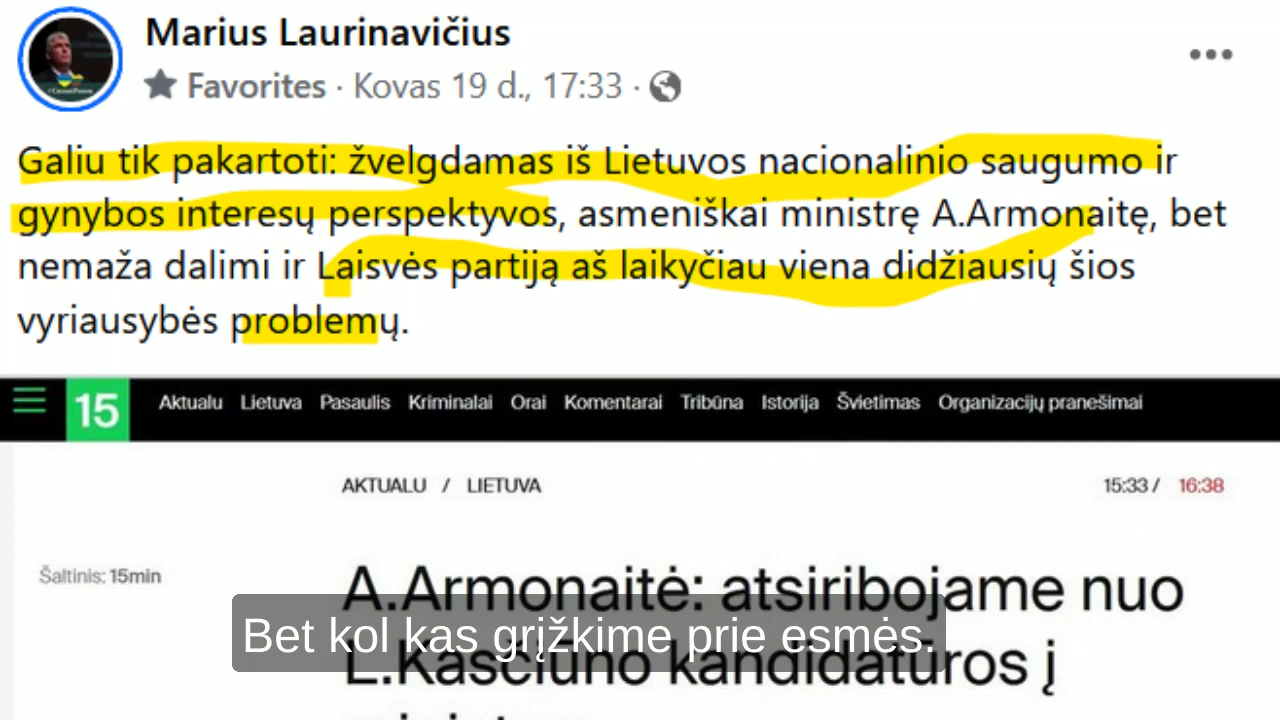 Marius Laurinavičius
Favorites · Kovas 19 d., 17:33 ·
Galiu tik pakartoti: žvelgdamas iš Lietuvos nacionalinio saugumo ir
gynybos interesų perspektyvos, asmeniškai ministrę A.Armonaitę, bet
nemaža dalimi ir Laisvės partiją aš laikyčiau viena didžiausių šios
vyriausybės problemų.
15 Aktualu Lietuva Pasaulis Kriminalai Orai Komentarai Tribūna Istorija Švietimas Organizacijų pranešimai
AKTUALU / LIETUVA 15:33 / 16:38
Šaltinis: 15min
A.Armonaitė: atsiribojame nuo
Bet kol kas grįžkime prie esmės.
L.Kasčiūno kandidatūros į